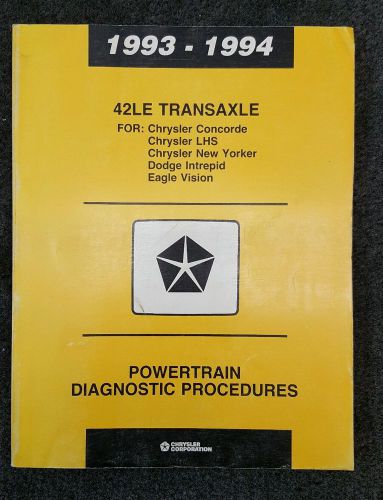 1993 - 1994
42LE TRANSAXLE
FOR: Chrysler Concorde
Chrysler LHS
Chrysler New Yorker
Dodge Intrepid
Eagle Vision
POWERTRAIN
DIAGNOSTIC PROCEDURES
CHRYSLER
CORPORATION